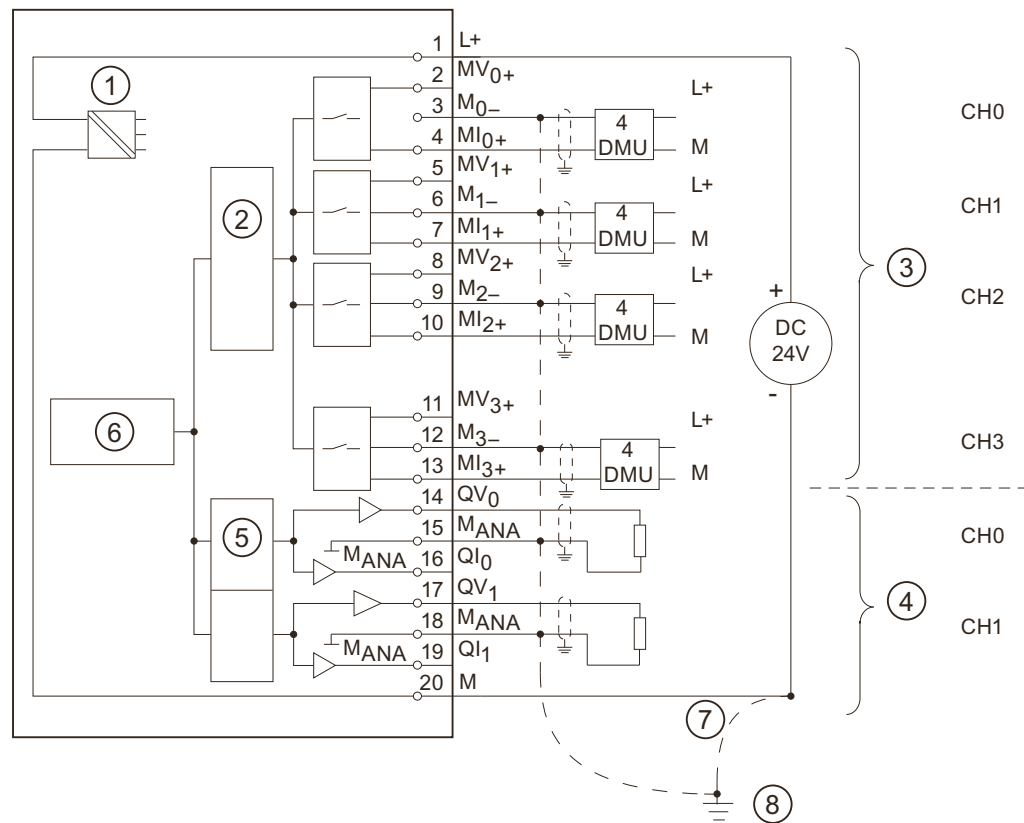 1 L+
2 MV0+
L+
1
3 M0–
4 DMU
CH0
4 MI0+
M
5 MV1+
L+
6 M1–
4 DMU
CH1
2
7 MI1+
M
8 MV2+
L+
3
9 M2–
4 DMU
+
CH2
10 MI2+
M
DC 24V
-
11 MV3+
L+
6
12 M3–
4 DMU
CH3
13 MI3+
M
14 QV0
15 MANA
CH0
5
MANA
16 QI0
17 QV1
4
18 MANA
CH1
MANA
19 QI1
20 M
7
8